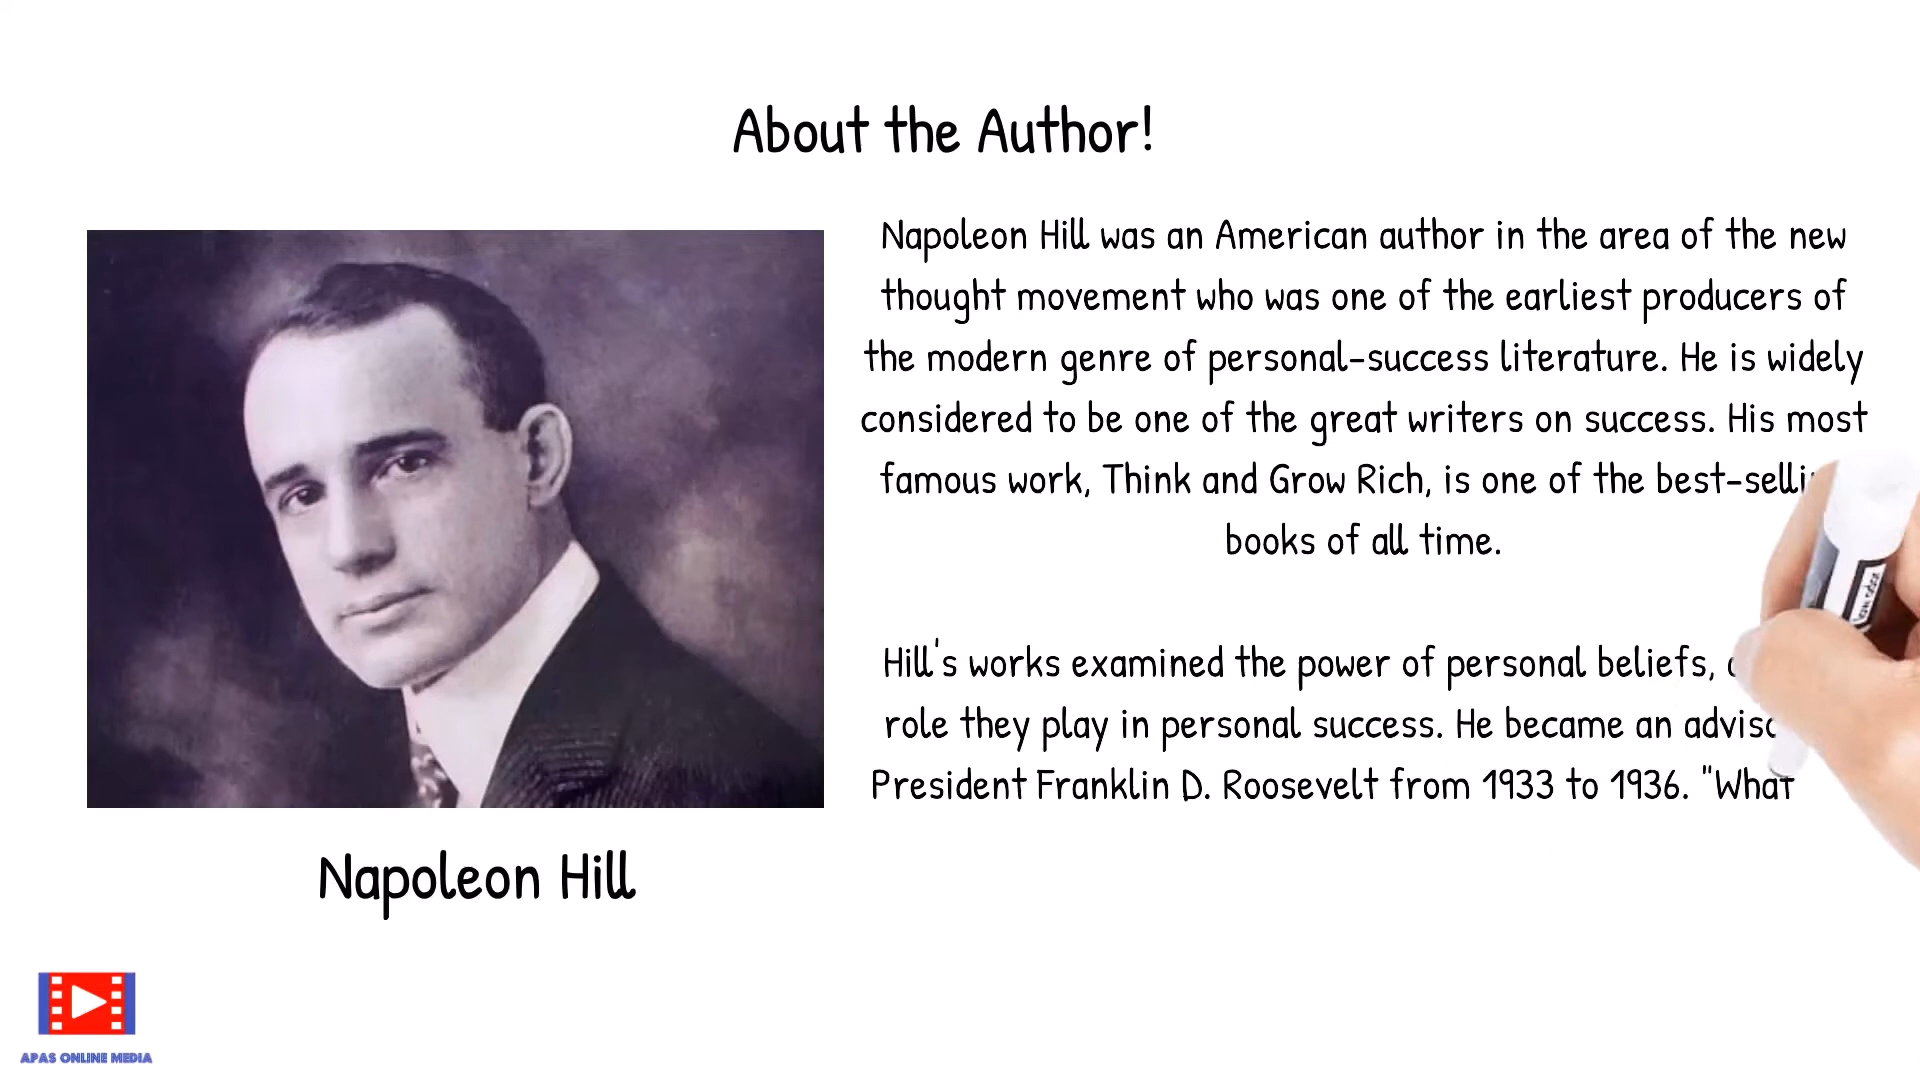 About the Author!
Napoleon Hill was an American author in the area of the new
thought movement who was one of the earliest producers of
the modern genre of personal-success literature. He is widely
considered to be one of the great writers on success. His most
famous work, Think and Grow Rich, is one of the
books of all time.
Hill's works examined the power of personal beliefs,
role they play in personal success. He became an
President Franklin D. Roosevelt from 1933 to 1936. "What
Napoleon Hill
APAS ONLINE MEDIA